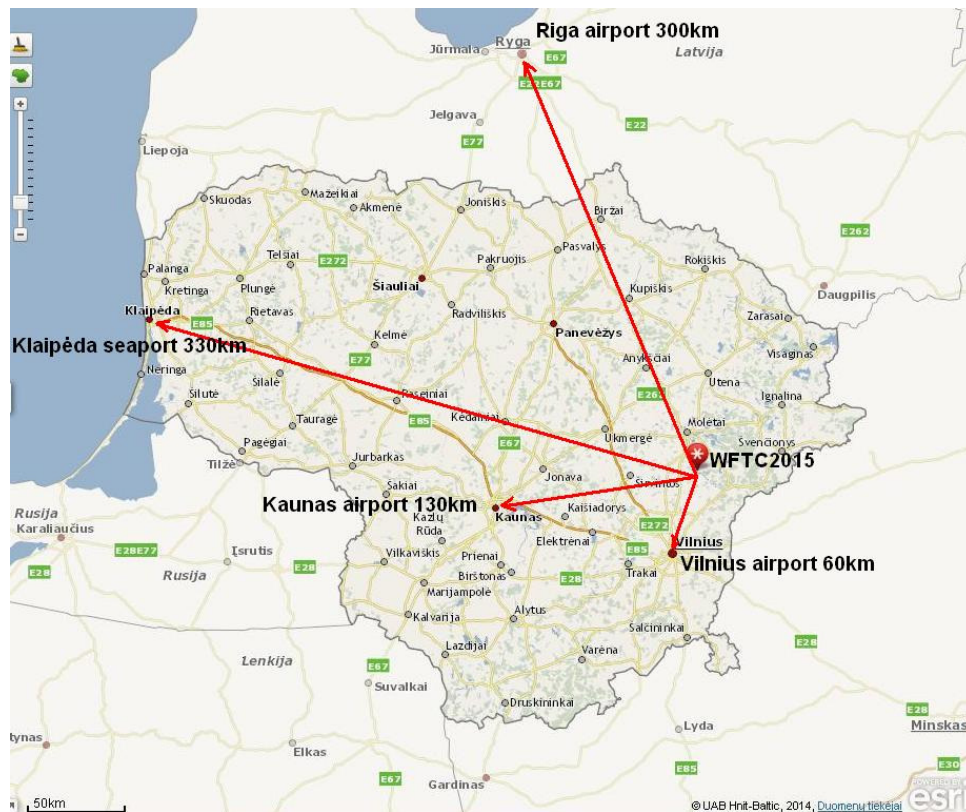 Riga airport 300km
Ryga
Jūrmala
Latvija
E67
E22E67
Jelgava
E22
E77
Liepoja
Mažeikiai
Skuodas
Akmenė
Joniškis
Biržai
E262
Pasvalys
Telšiai
E272
Pakruojis
Rokiškis
Palanga
Kretinga
Plungė
Šiauliai
Kupiškis
Daugpilis
Klaipėda
Rietavas
Radviliškis
Zarasai
E85
Panevėžys
Klaipėda seaport 330km
Kelmė
Visaginas
E77
Anykščiai
Neringa
Šilalė
Utena
Šilutė
Raseiniai
Ignalina
Tauragė
E85
Kėdainiai
Molėtai
Pagėgiai
E67
Ukmergė
Švenčionys
Tilžė
Jurbarkas
WFTC2015
Jonava
Širvintos
Šakiai
Kaunas airport 130km
Rusija
Kaunas
Kaišiadorys
Karaliaučius
Kazlų
Rūda
E272
Elektrėnai
Vilnius
E28E77
Įsrutis
Vilkaviškis
Prienai
E85
Vilnius airport 60km
E28
Rusija
E28
Birštonas
E28
Trakai
Marijampolė
Kalvarija
Alytus
Šalčininkai
E28
Lenkija
Lazdijai
Varėna
E67
Suvalkai
Druskininkai
E28
Lyda
Minskas
Elkas
E67
Gardinas
E85
E30
50km
POWERED BY
esri
© UAB Hnit-Baltic, 2014, Duomenų tiekėjai